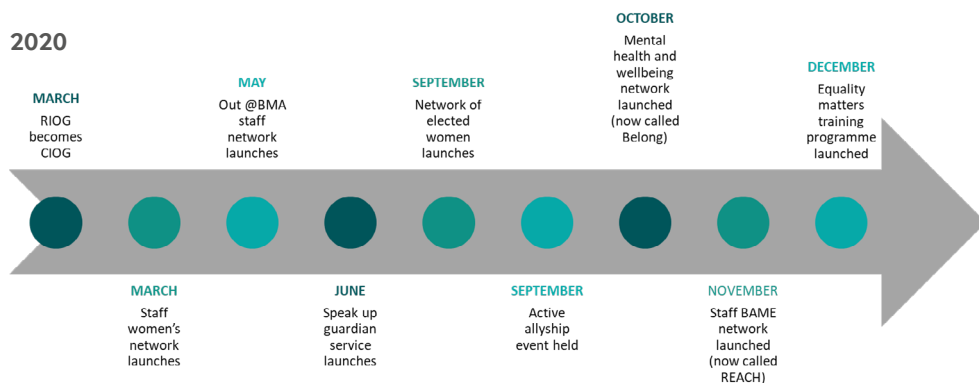 2020
MARCH
RIOG
becomes
CIOG
MARCH
Staff
women's
network
launches
MAY
Out @BMA
staff
network
launches
JUNE
Speak up
guardian
service
launches
SEPTEMBER
Network of
elected
women
launches
SEPTEMBER
Active
allyship
event held
OCTOBER
Mental
health and
wellbeing
network
launched
(now called
Belong)
NOVEMBER
Staff BAME
network
launched
(now called
REACH)
DECEMBER
Equality
matters
training
programme
launched